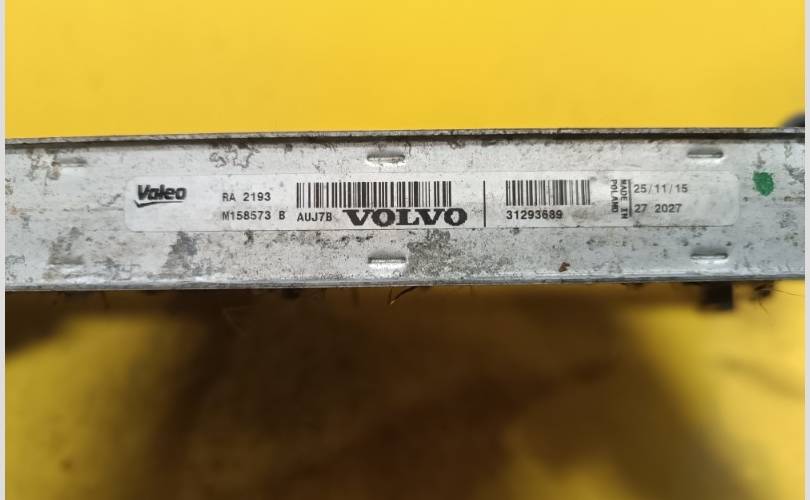 Valeo
RA 2193
M158573 B AUJ7B VOLVO
31293689
MADE IN
POLAND
25/11/15
27 2027